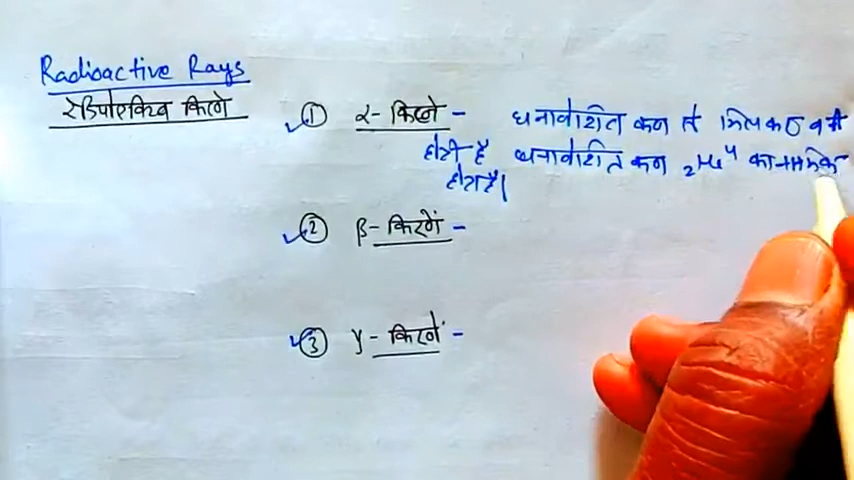 Radioactive Rays
रेडियोएक्टिव किरणे
① α- किरणे - धनावेशित कण से मिलकर बनी
होती है धनावेशित कण ₂He⁴ का नाभिक
होता है।
② β- किरणें -
③ γ- किरणें -